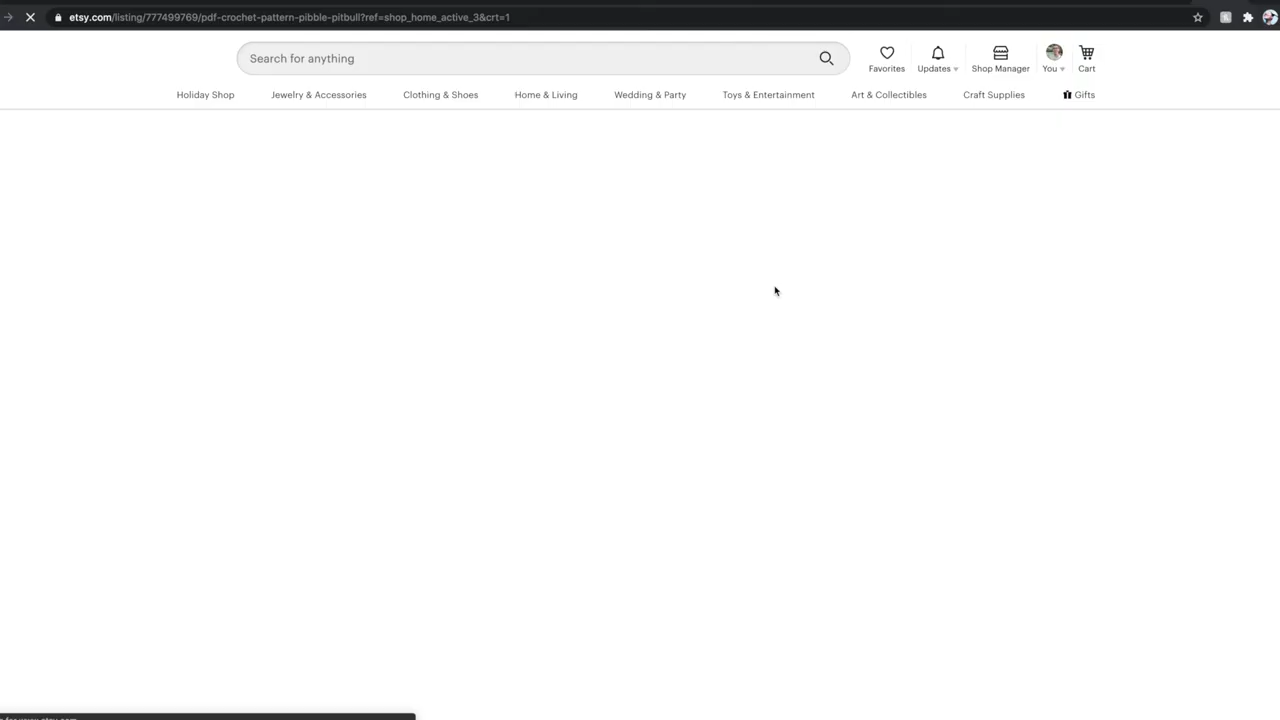 etsy.com/listing/777499769/pdf-crochet-pattern-pibble-pitbull?ref=shop_home_active_3&crt=1
Search for anything
Favorites
Updates
Shop Manager
You
Cart
Holiday Shop
Jewelry & Accessories
Clothing & Shoes
Home & Living
Wedding & Party
Toys & Entertainment
Art & Collectibles
Craft Supplies
Gifts